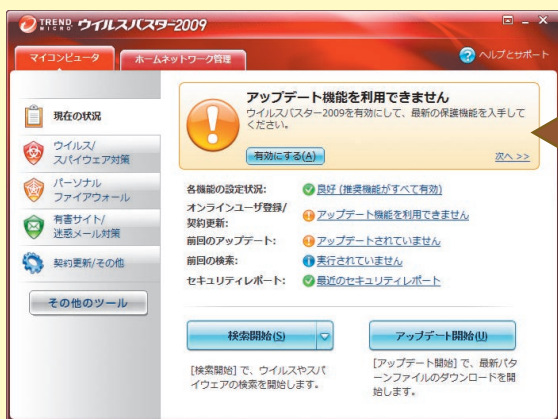 TREND MICRO ウイルスバスター2009
マイコンピュータ
ホームネットワーク管理
ヘルプとサポート
現在の状況
ウイルス/
スパイウェア対策
パーソナル
ファイアウォール
有害サイト/
迷惑メール対策
契約更新/その他
その他のツール
アップデート機能を利用できません
ウイルスバスター2009を有効にして、最新の保護機能を入手して
ください。
有効にする(A)
次へ >>
各機能の設定状況: 良好 (推奨機能がすべて有効)
オンラインユーザ登録/
契約更新: アップデート機能を利用できません
前回のアップデート: アップデートされていません
前回の検索: 実行されていません
セキュリティレポート: 最近のセキュリティレポート
検索開始(S)
[検索開始] で、ウイルスやスパ
イウェアの検索を開始します。
アップデート開始(U)
[アップデート開始] で、最新パタ
ーンファイルのダウンロードを開
始します。